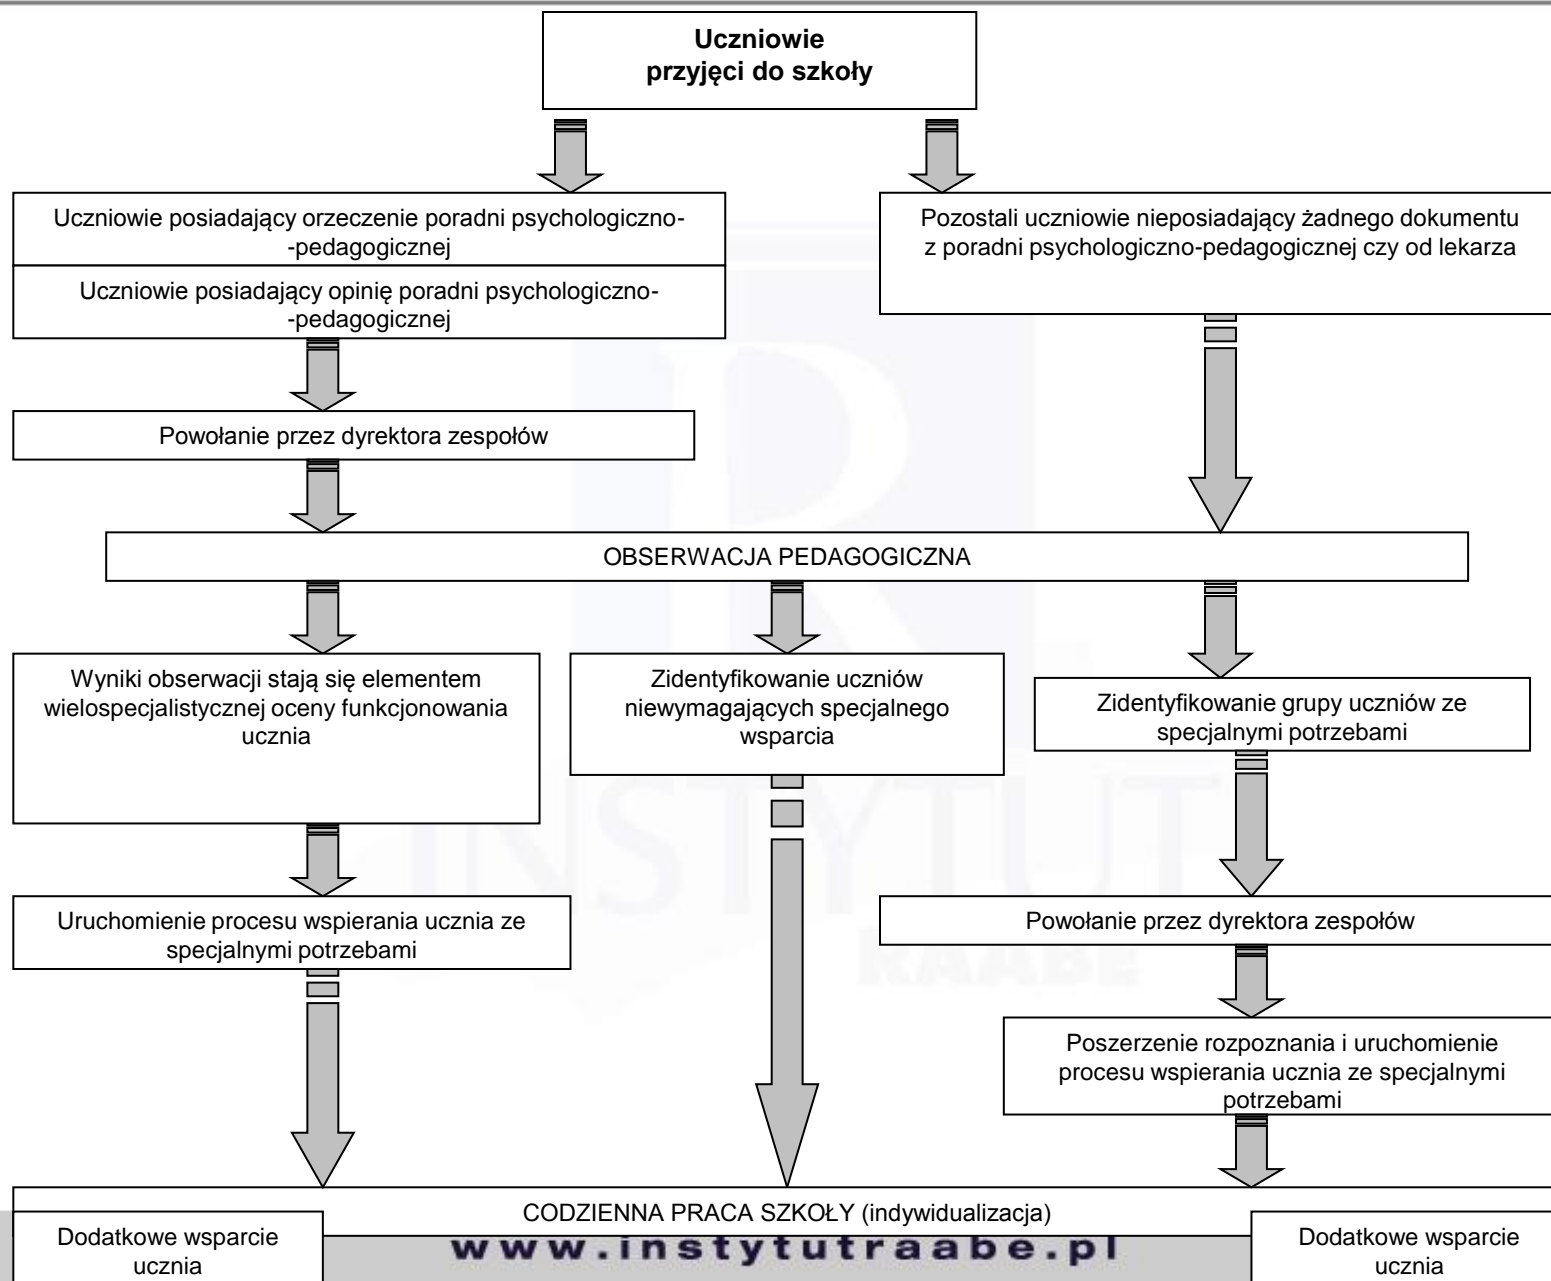 Uczniowie
przyjęci do szkoły
Uczniowie posiadający orzeczenie poradni psychologiczno-
-pedagogicznej
Uczniowie posiadający opinię poradni psychologiczno-
-pedagogicznej
Pozostali uczniowie nieposiadający żadnego dokumentu
z poradni psychologiczno-pedagogicznej czy od lekarza
Powołanie przez dyrektora zespołów
OBSERWACJA PEDAGOGICZNA
Wyniki obserwacji stają się elementem
wielospecjalistycznej oceny funkcjonowania
ucznia
Zidentyfikowanie uczniów
niewymagających specjalnego
wsparcia
Zidentyfikowanie grupy uczniów ze
specjalnymi potrzebami
Uruchomienie procesu wspierania ucznia ze
specjalnymi potrzebami
Powołanie przez dyrektora zespołów
Poszerzenie rozpoznania i uruchomienie
procesu wspierania ucznia ze specjalnymi
potrzebami
CODZIENNA PRACA SZKOŁY (indywidualizacja)
Dodatkowe wsparcie
ucznia
Dodatkowe wsparcie
ucznia
www.instytutraabe.pl
INSTYTUT
RAABE